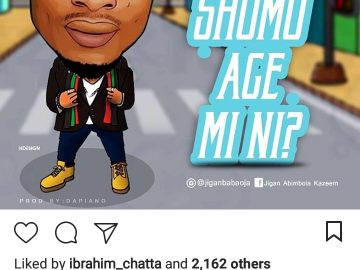 SHOMO
AGE
MI NI?
HDESIGN
@jiganbabaoja
Jigan Abimbola Kazeem
PROD BY:DAPIANO
Liked by ibrahim_chatta and 2,162 others